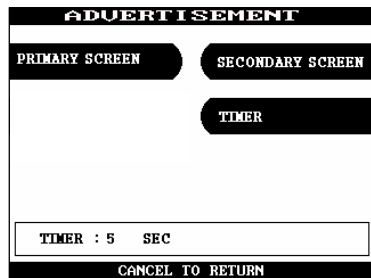 ADVERTISEMENT
PRIMARY SCREEN
SECONDARY SCREEN
TIMER
TIMER : 5 SEC
CANCEL TO RETURN